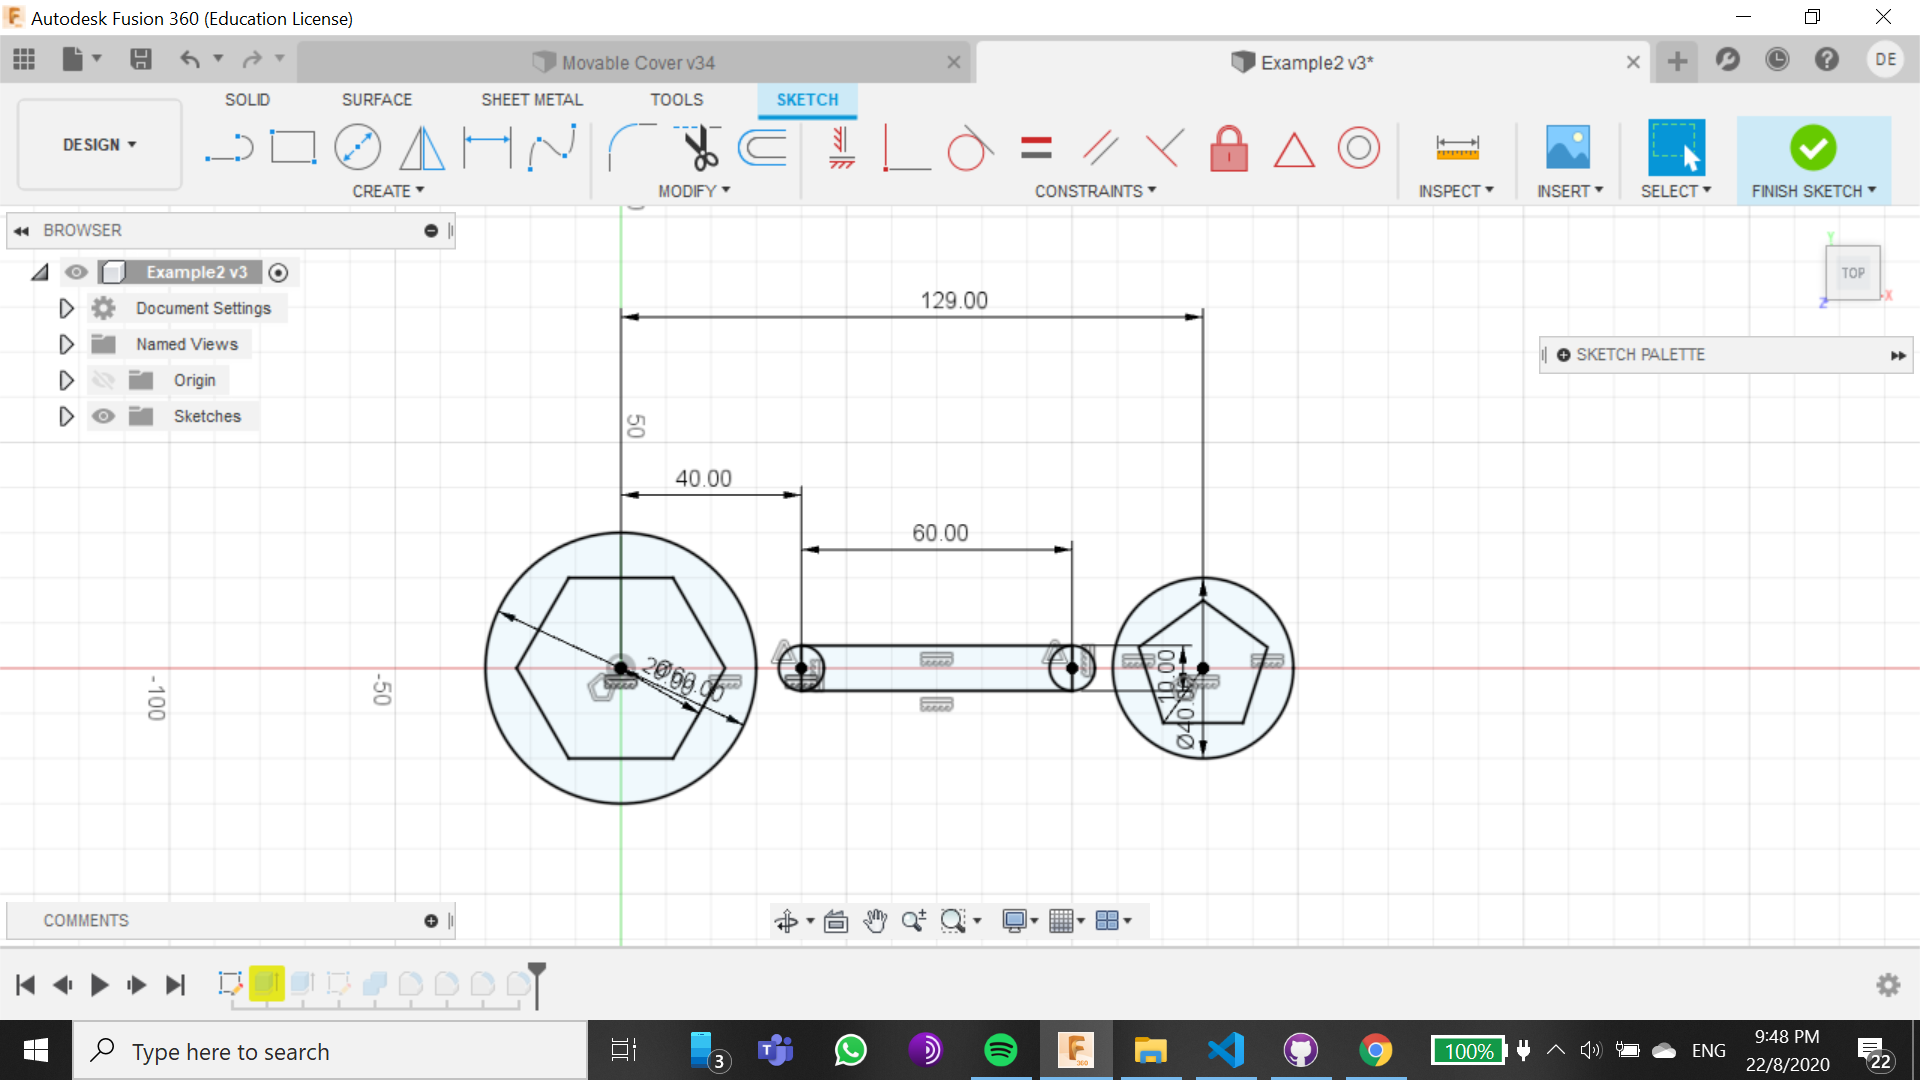 Autodesk Fusion 360 (Education License)
Movable Cover v34
Example2 v3*
DE
SOLID SURFACE SHEET METAL TOOLS SKETCH
DESIGN
CREATE MODIFY CONSTRAINTS INSPECT INSERT SELECT FINISH SKETCH
BROWSER
Example2 v3
Document Settings
Named Views
Origin
Sketches
Y
TOP
X
Z
SKETCH PALETTE
129.00
50
40.00
60.00
-100
-50
10.00
COMMENTS
Type here to search
3
100%
ENG
9:48 PM
22/8/2020
22